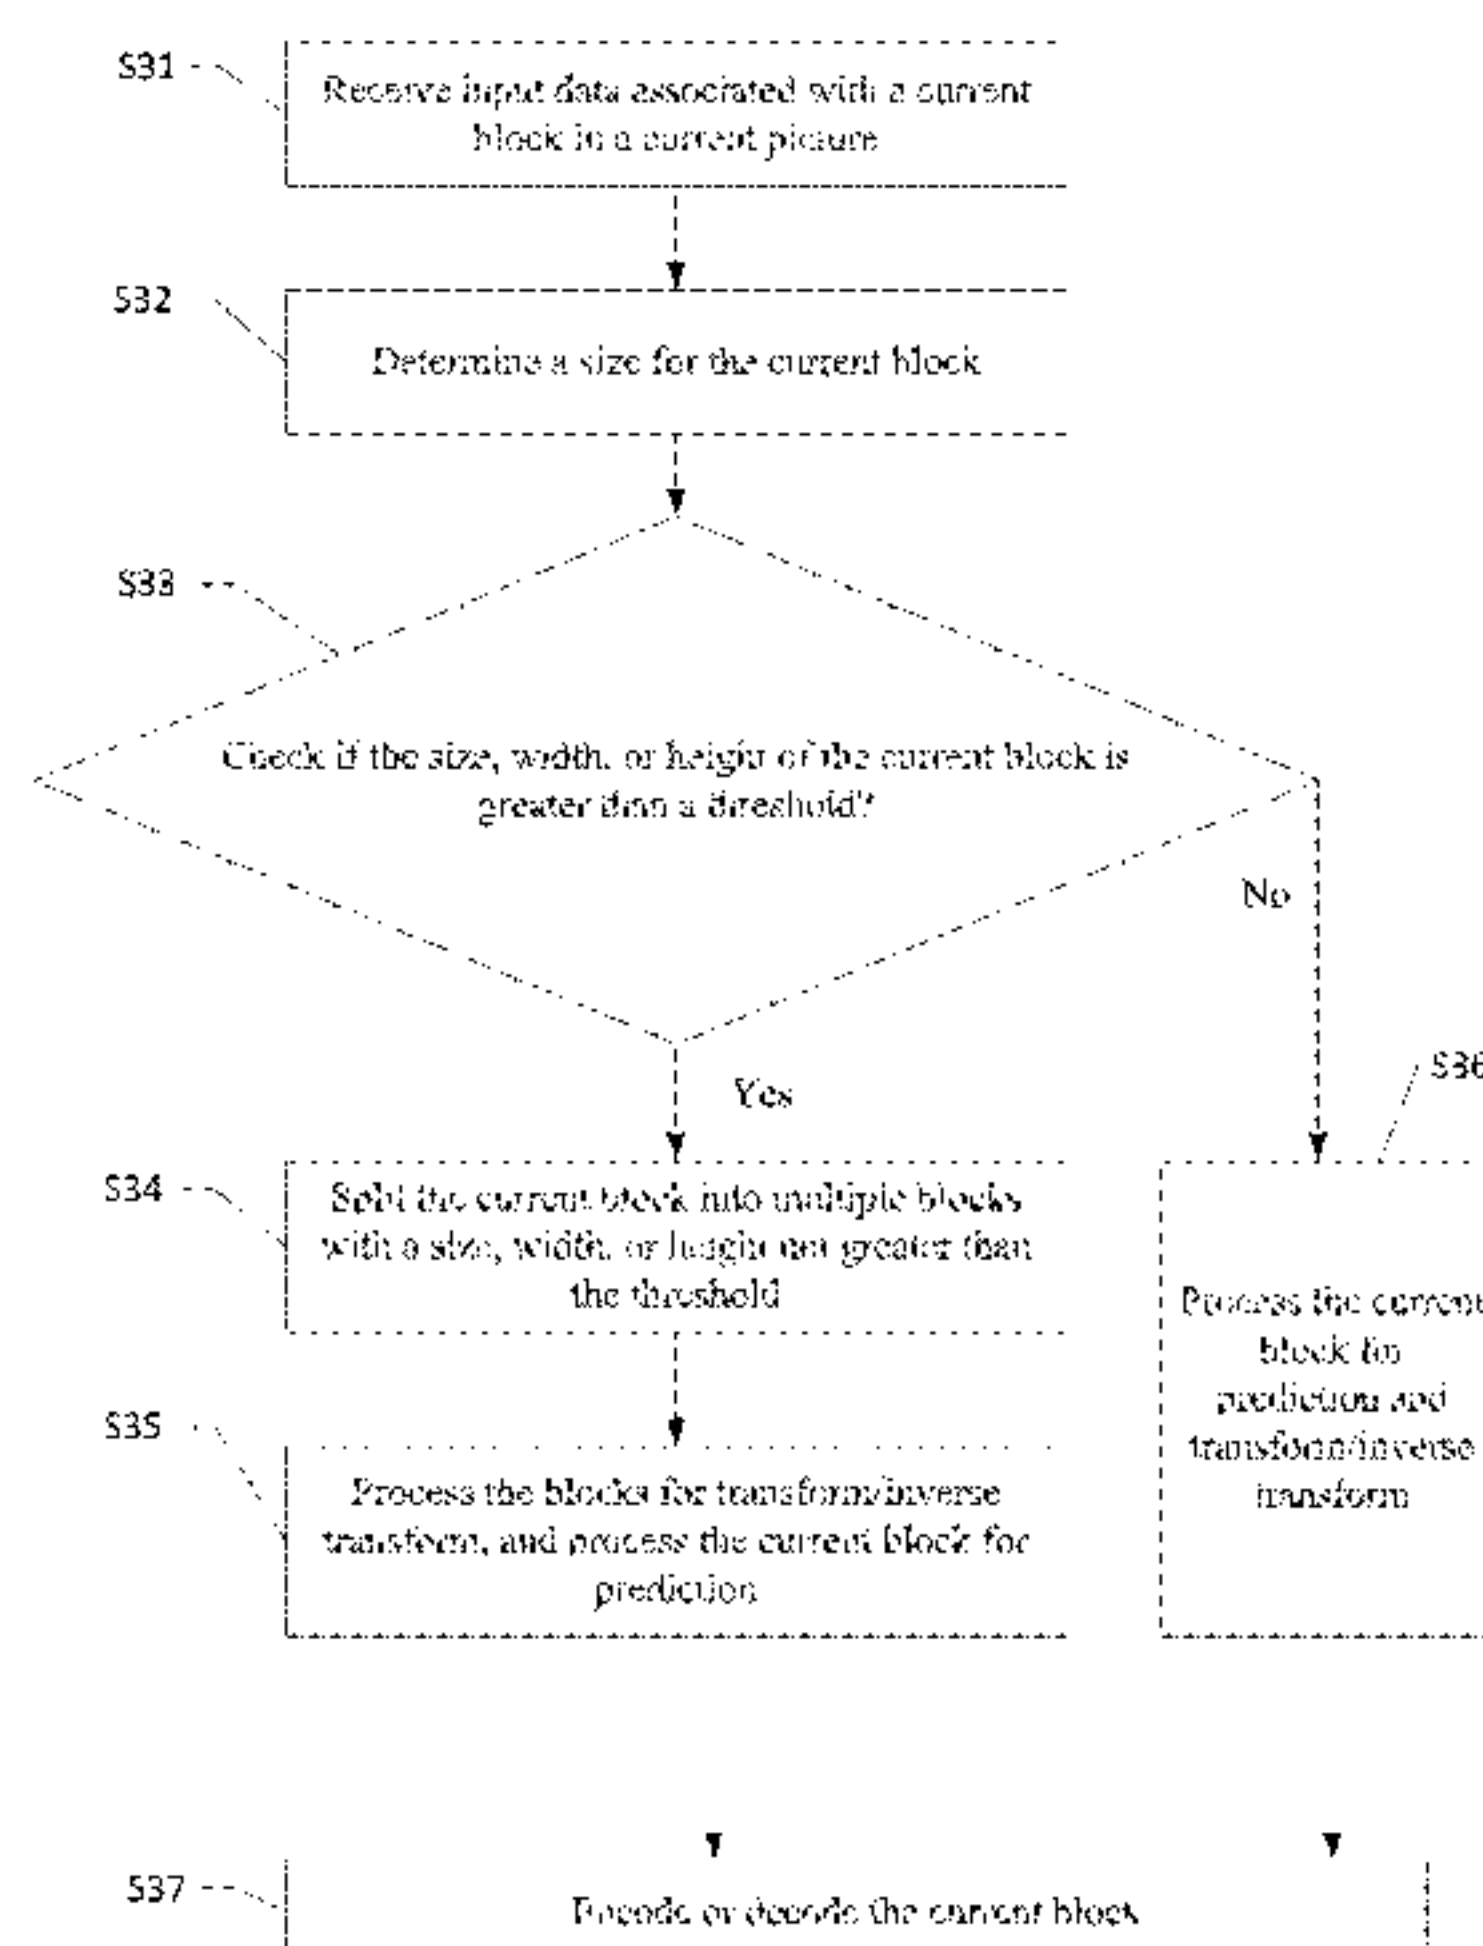 S31
Receive input data associated with a current
block in a current picture
S32
Determine a size for the current block
S33
Check if the size, width, or height of the current block is
greater than a threshold?
No
Yes
S36
S34
Split the current block into multiple blocks
with a size, width, or height not greater than
the threshold
Process the current
block for
prediction and
transform/inverse
transform
S35
Process the blocks for transform/inverse
transform, and process the current block for
prediction
S37
Encode or decode the current block